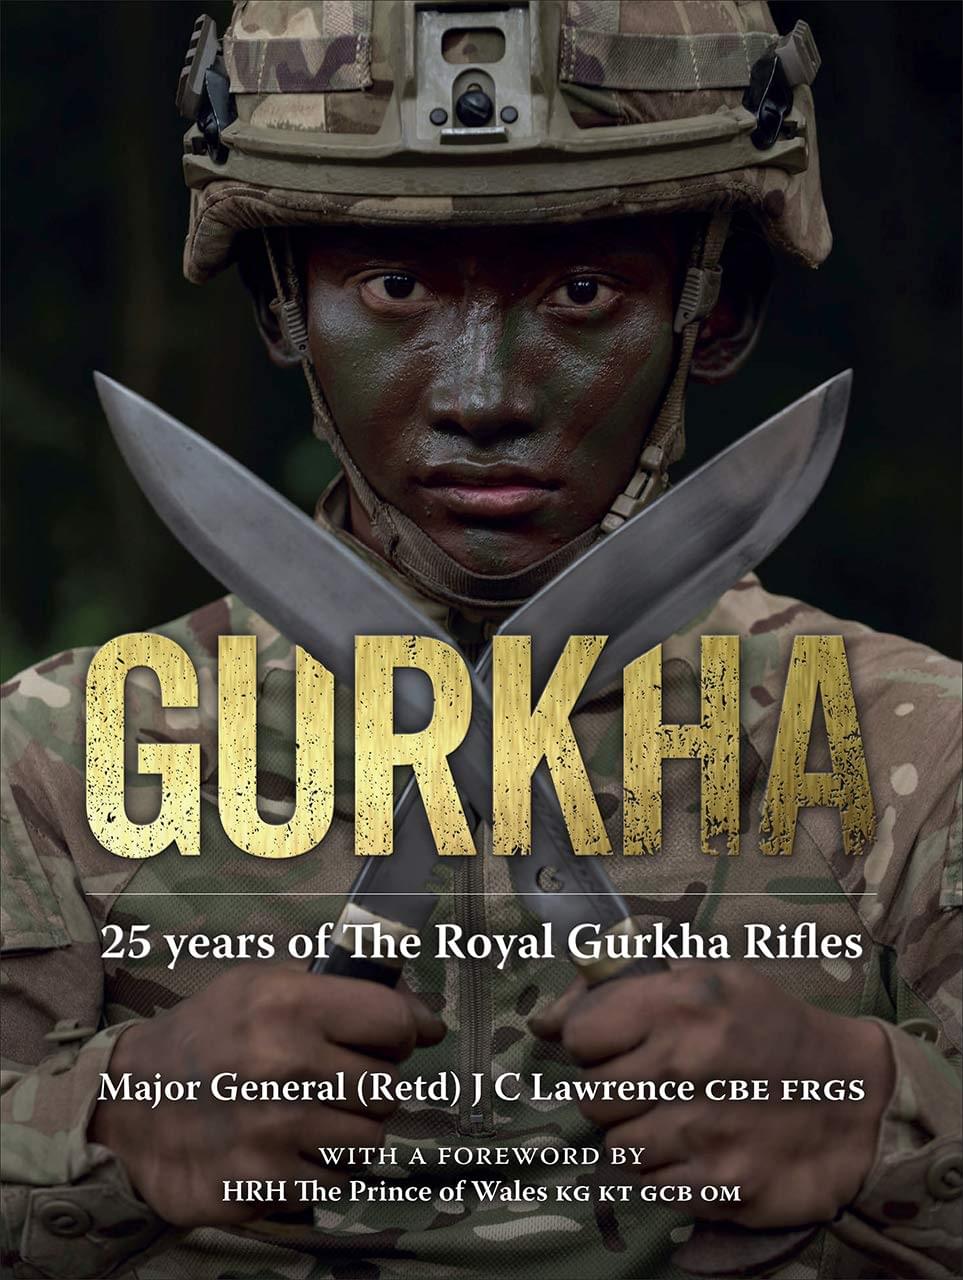 GURKHA
25 years of The Royal Gurkha Rifles
Major General (Retd) J C Lawrence CBE FRGS
WITH A FOREWORD BY
HRH The Prince of Wales KG KT GCB OM